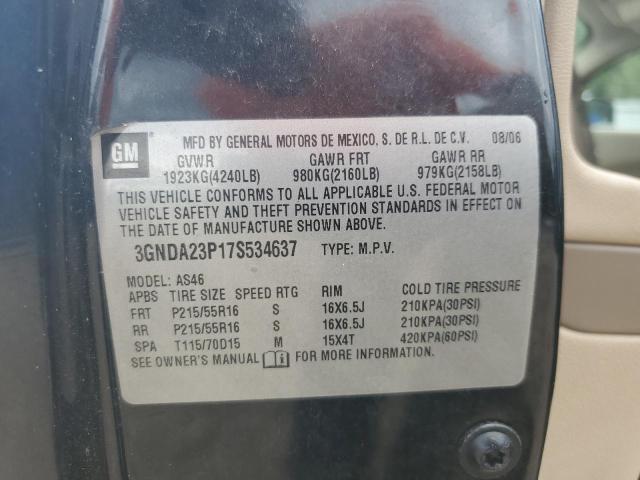 GM
MFD BY GENERAL MOTORS DE MEXICO, S. DE R.L. DE C.V. 08/06
GVWR GAWR FRT GAWR RR
1923KG(4240LB) 980KG(2160LB) 979KG(2158LB)
THIS VEHICLE CONFORMS TO ALL APPLICABLE U.S. FEDERAL MOTOR
VEHICLE SAFETY AND THEFT PREVENTION STANDARDS IN EFFECT ON
THE DATE OF MANUFACTURE SHOWN ABOVE.
3GNDA23P17S534637 TYPE: M.P.V.
MODEL: AS46
APBS TIRE SIZE SPEED RTG RIM COLD TIRE PRESSURE
FRT P215/55R16 S 16X6.5J 210KPA(30PSI)
RR P215/55R16 S 16X6.5J 210KPA(30PSI)
SPA T115/70D15 M 15X4T 420KPA(60PSI)
SEE OWNER'S MANUAL FOR MORE INFORMATION.